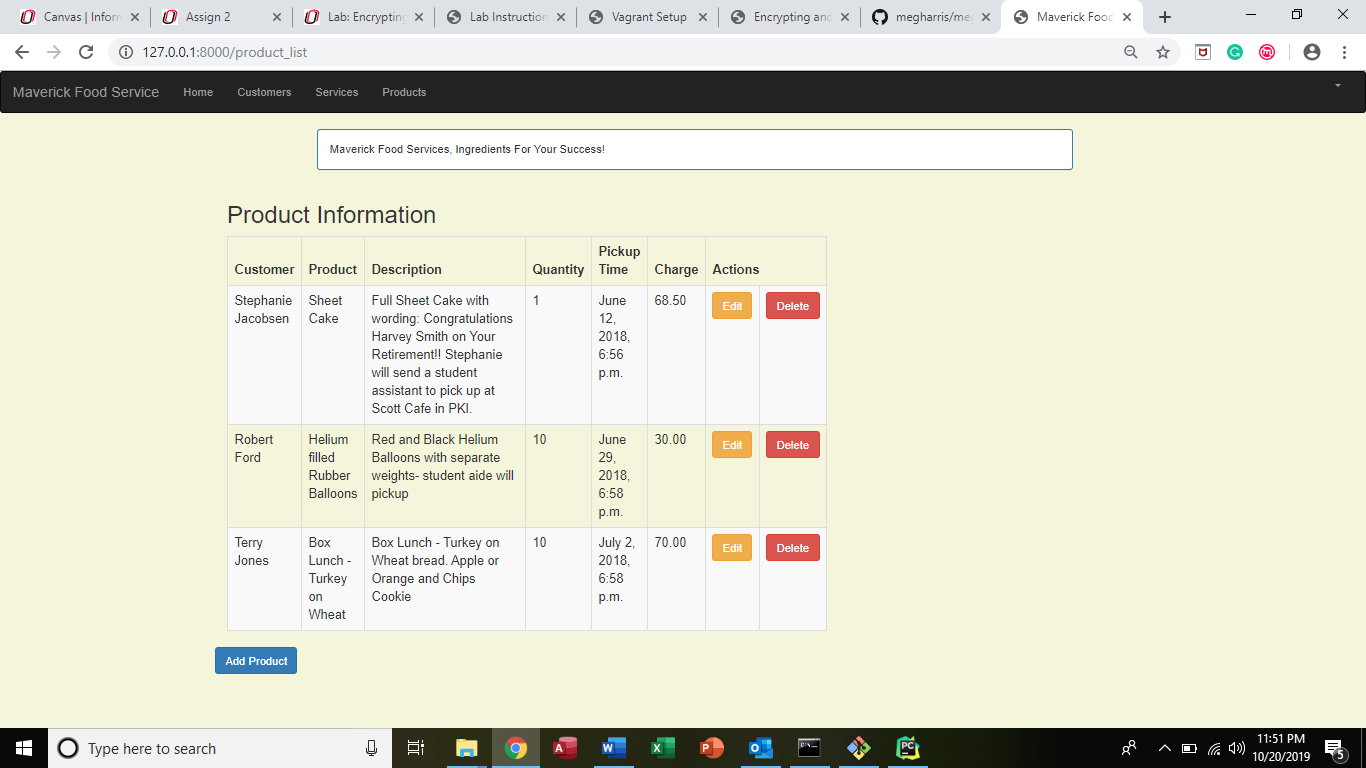 Canvas | Inform
Assign 2
Lab: Encrypting
Lab Instruction
Vagrant Setup
Encrypting and
megharris/me
Maverick Food
127.0.0.1:8000/product_list
Maverick Food Service Home Customers Services Products
Maverick Food Services, Ingredients For Your Success!
Product Information
Customer Product Description Quantity Pickup Time Charge Actions
Stephanie Jacobsen
Sheet Cake
Full Sheet Cake with
wording: Congratulations
Harvey Smith on Your
Retirement!! Stephanie
will send a student
assistant to pick up at
Scott Cafe in PKI.
1
June
12,
2018,
6:56
p.m.
68.50
Edit
Delete
Robert
Ford
Helium
filled
Rubber
Balloons
Red and Black Helium
Balloons with separate
weights- student aide will
pickup
10
June
29,
2018,
6:58
p.m.
30.00
Edit
Delete
Terry
Jones
Box
Lunch -
Turkey
on
Wheat
Box Lunch - Turkey on
Wheat bread. Apple or
Orange and Chips
Cookie
10
July 2,
2018,
6:58
p.m.
70.00
Edit
Delete
Add Product
Type here to search
11:51 PM
10/20/2019
5